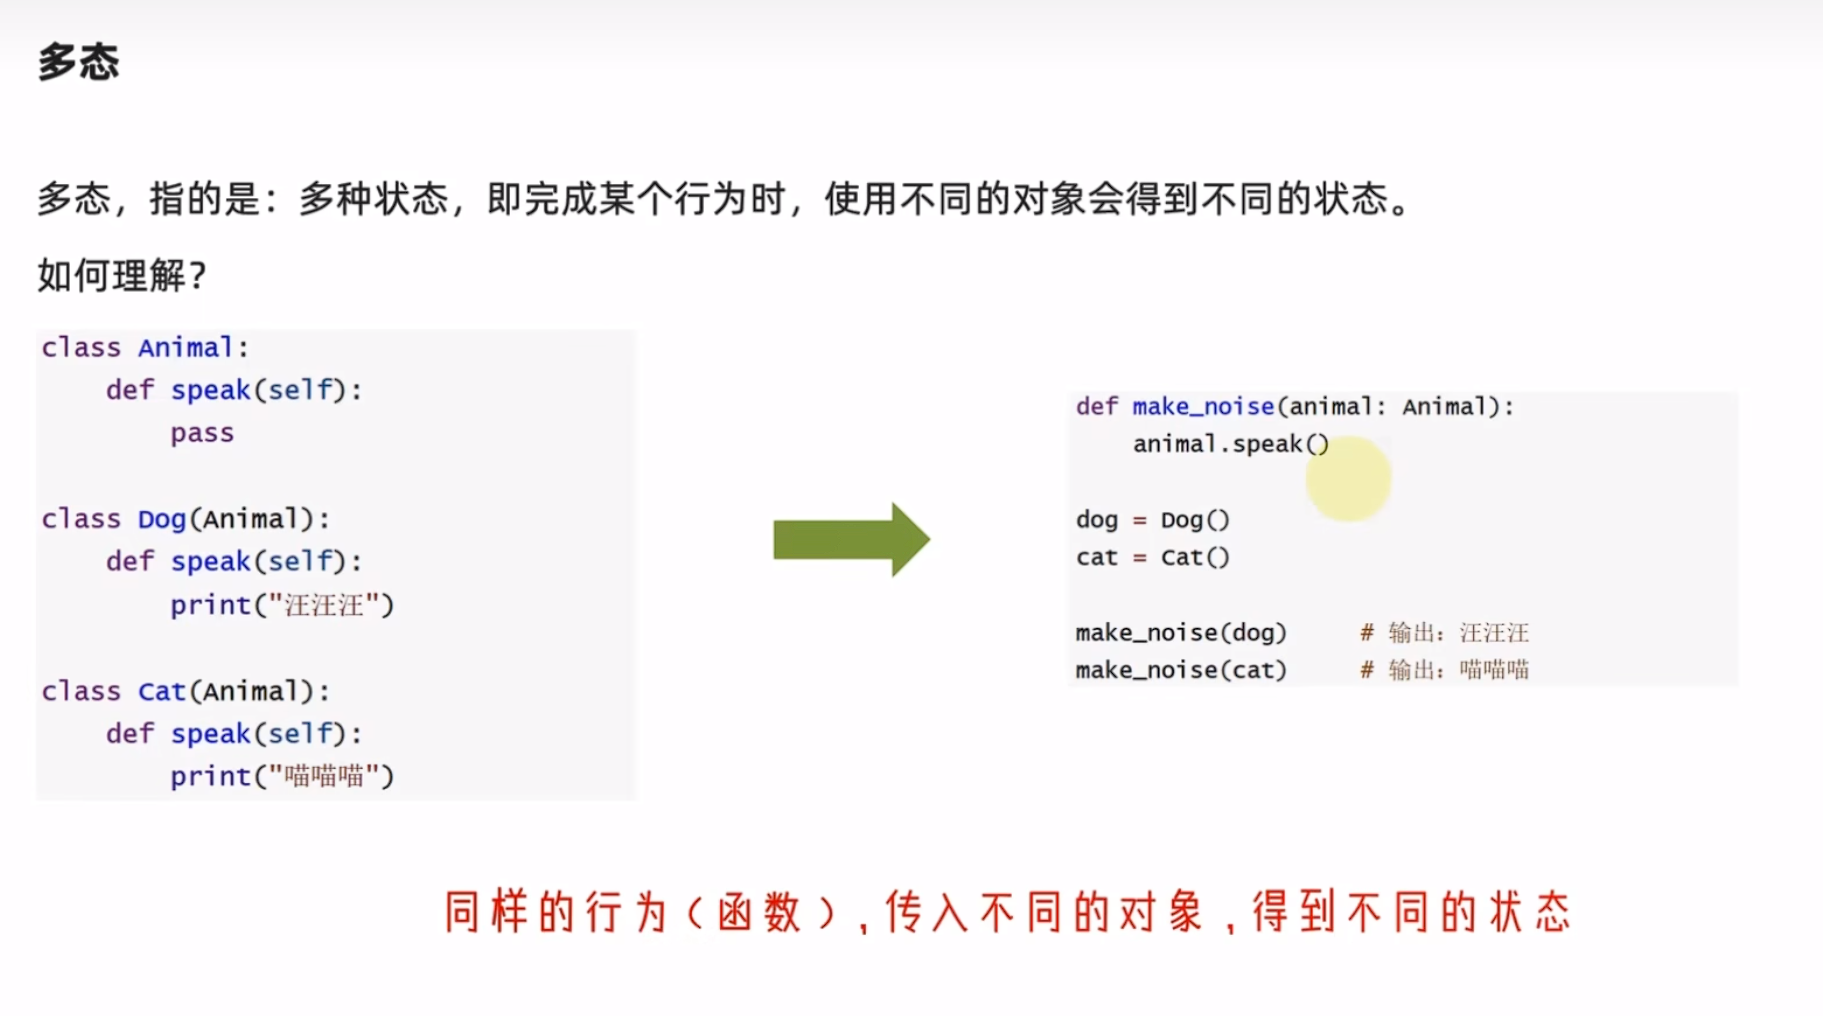 多态
多态，指的是：多种状态，即完成某个行为时，使用不同的对象会得到不同的状态。
如何理解？
class Animal:
    def speak(self):
        pass
class Dog(Animal):
    def speak(self):
        print("汪汪汪")
class Cat(Animal):
    def speak(self):
        print("喵喵喵")
def make_noise(animal: Animal):
    animal.speak()
dog = Dog()
cat = Cat()
make_noise(dog)     # 输出：汪汪汪
make_noise(cat)     # 输出：喵喵喵
同样的行为（函数），传入不同的对象，得到不同的状态